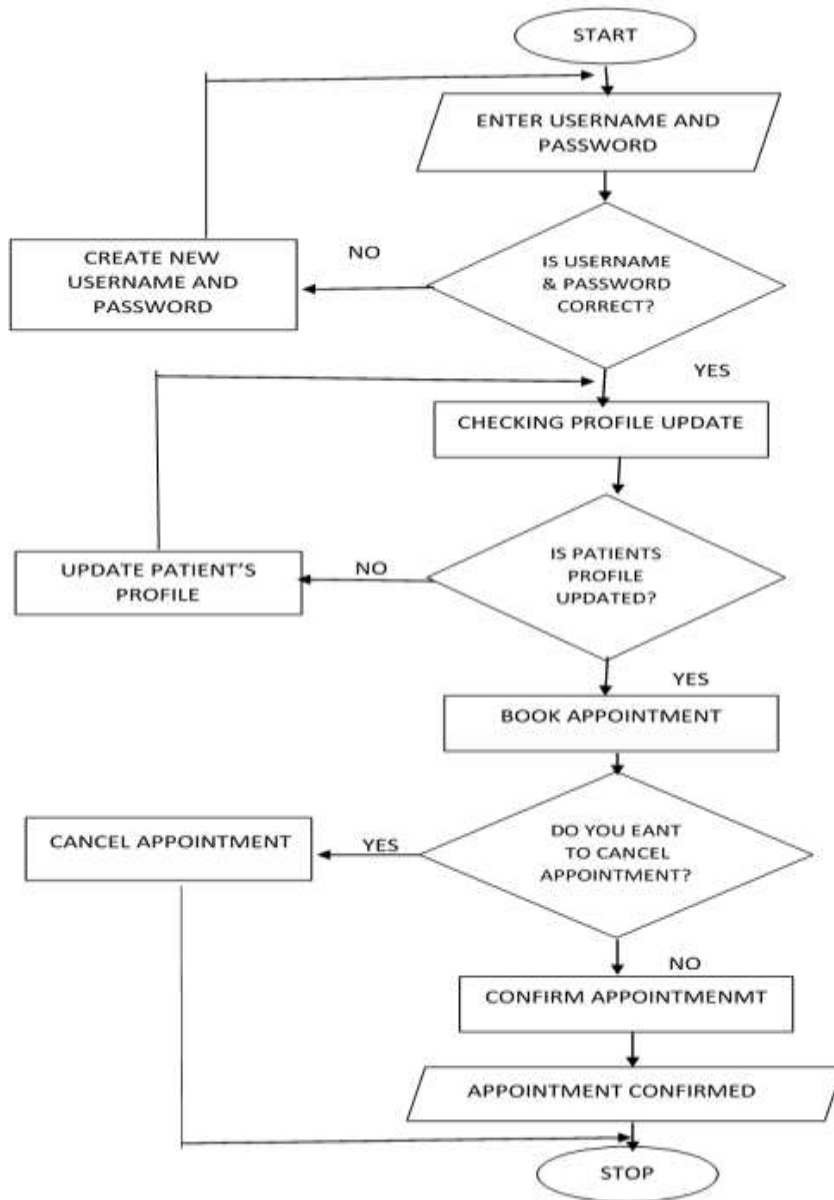 START
ENTER USERNAME AND
PASSWORD
CREATE NEW
USERNAME AND
PASSWORD
NO
IS USERNAME
& PASSWORD
CORRECT?
YES
CHECKING PROFILE UPDATE
UPDATE PATIENT'S
PROFILE
NO
IS PATIENTS
PROFILE
UPDATED?
YES
BOOK APPOINTMENT
CANCEL APPOINTMENT
YES
DO YOU EANT
TO CANCEL
APPOINTMENT?
NO
CONFIRM APPOINTMENMT
APPOINTMENT CONFIRMED
STOP